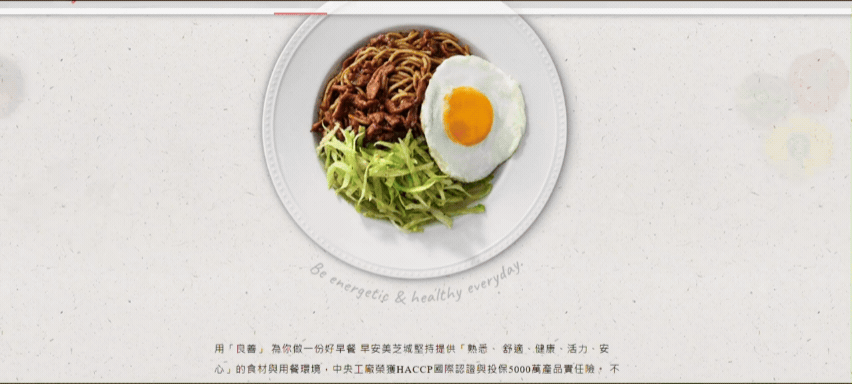 Be energetic & healthy everyday.
用「良善」 為你做一份好早餐 早安美芝城堅持提供「熟悉、 舒適、健康、活力、安
心」的食材與用餐環境，中央工廠榮獲HACCP國際認證與投保5000萬產品責任險， 不